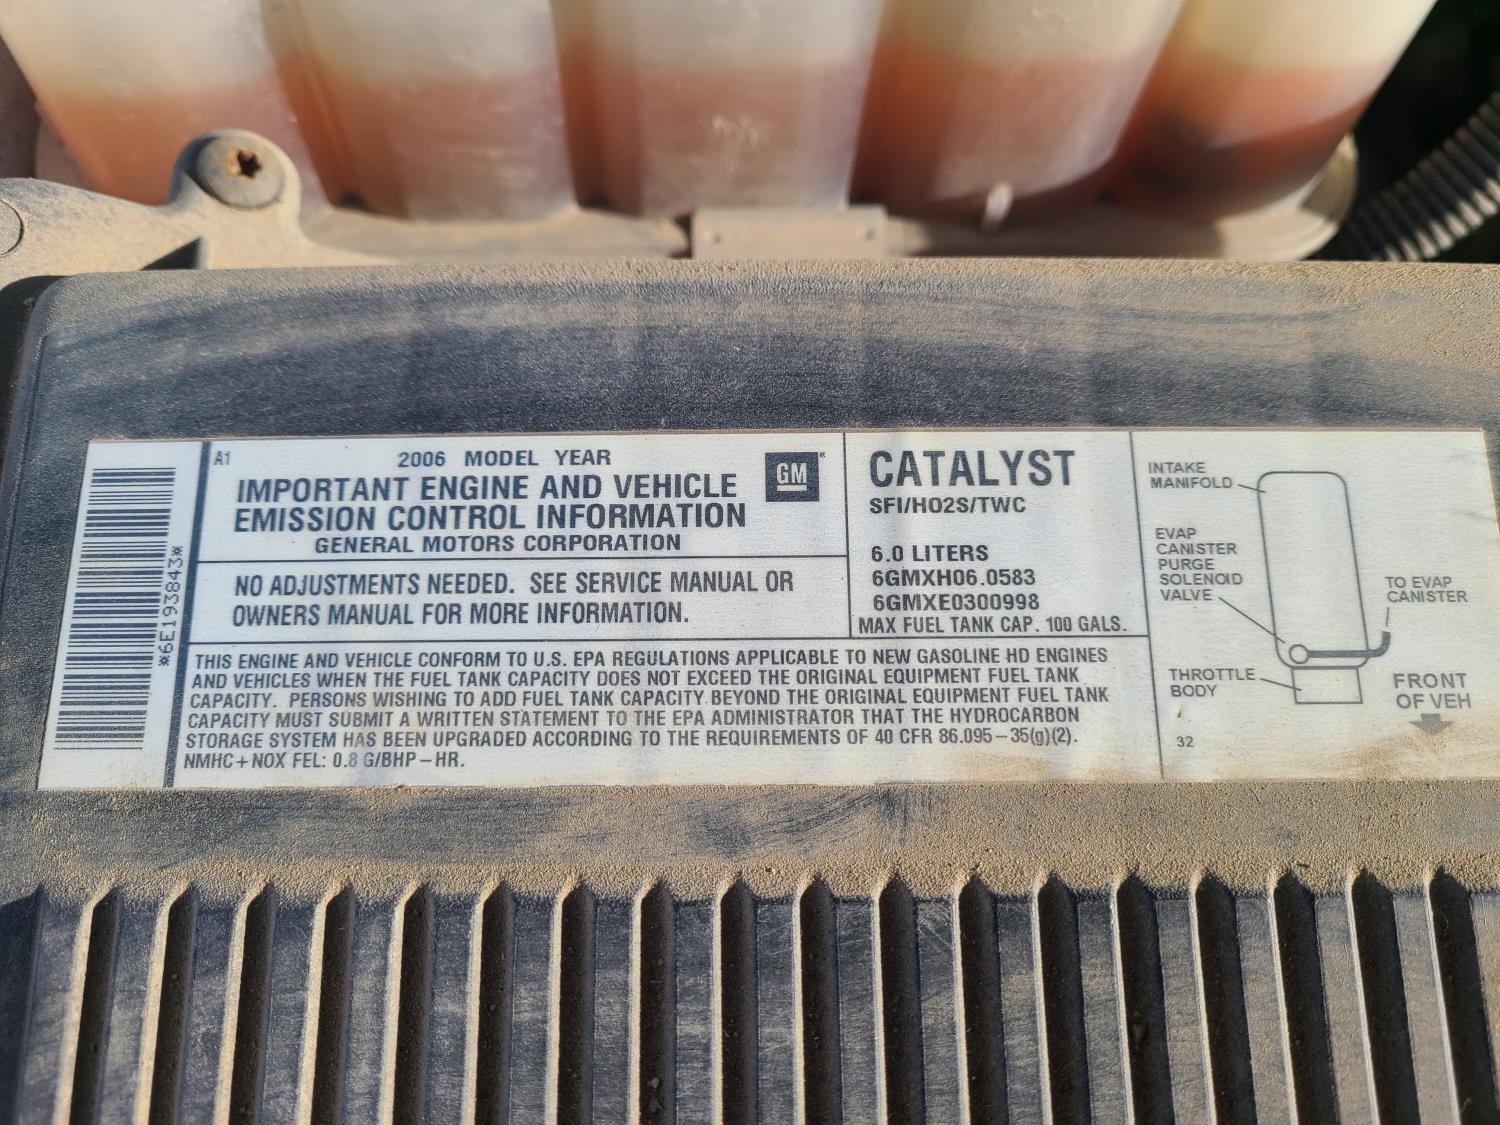 *6E193843*
A1
2006 MODEL YEAR
IMPORTANT ENGINE AND VEHICLE
EMISSION CONTROL INFORMATION
GENERAL MOTORS CORPORATION
GM
NO ADJUSTMENTS NEEDED. SEE SERVICE MANUAL OR
OWNERS MANUAL FOR MORE INFORMATION.
CATALYST
SFI/HO2S/TWC
6.0 LITERS
6GMXH06.0583
6GMXE0300998
MAX FUEL TANK CAP. 100 GALS.
THIS ENGINE AND VEHICLE CONFORM TO U.S. EPA REGULATIONS APPLICABLE TO NEW GASOLINE HD ENGINES
AND VEHICLES WHEN THE FUEL TANK CAPACITY DOES NOT EXCEED THE ORIGINAL EQUIPMENT FUEL TANK
CAPACITY. PERSONS WISHING TO ADD FUEL TANK CAPACITY BEYOND THE ORIGINAL EQUIPMENT FUEL TANK
CAPACITY MUST SUBMIT A WRITTEN STATEMENT TO THE EPA ADMINISTRATOR THAT THE HYDROCARBON
STORAGE SYSTEM HAS BEEN UPGRADED ACCORDING TO THE REQUIREMENTS OF 40 CFR 86.095-35(g)(2).
NMHC+NOX FEL: 0.8 G/BHP-HR.
INTAKE
MANIFOLD
EVAP
CANISTER
PURGE
SOLENOID
VALVE
TO EVAP
CANISTER
THROTTLE
BODY
FRONT
OF VEH
32